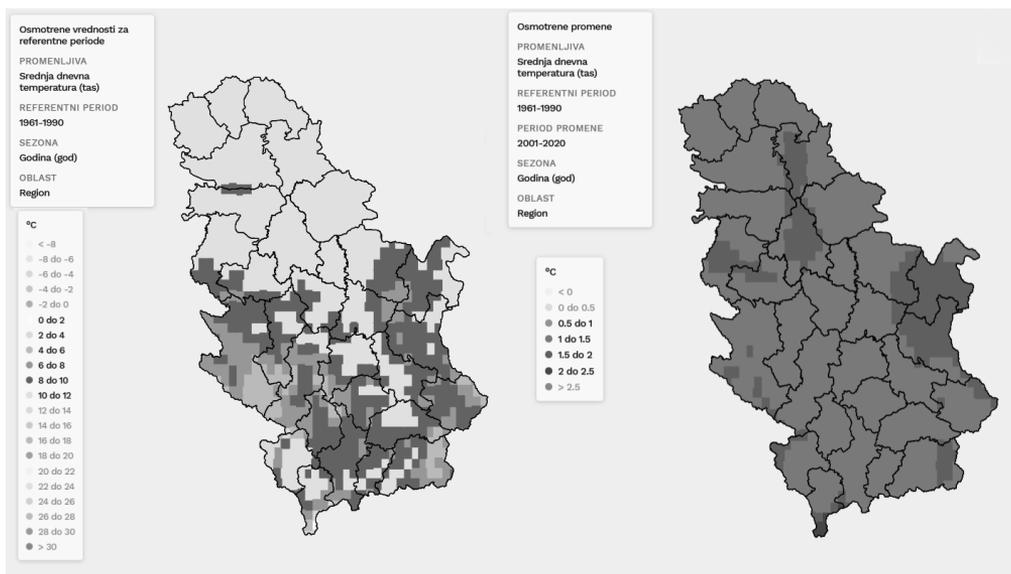 Osmotrene vrednosti za
referentne periode
PROMENLJIVA
Srednja dnevna
temperatura (tas)
REFERENTNI PERIOD
1961-1990
SEZONA
Godina (god)
OBLAST
Region
°C
< -8
-8 do -6
-6 do -4
-4 do -2
-2 do 0
0 do 2
2 do 4
4 do 6
6 do 8
8 do 10
10 do 12
12 do 14
14 do 16
16 do 18
18 do 20
20 do 22
22 do 24
24 do 26
26 do 28
28 do 30
> 30
Osmotrene promene
PROMENLJIVA
Srednja dnevna
temperatura (tas)
REFERENTNI PERIOD
1961-1990
PERIOD PROMENE
2001-2020
SEZONA
Godina (god)
OBLAST
Region
°C
< 0
0 do 0.5
0.5 do 1
1 do 1.5
1.5 do 2
2 do 2.5
> 2.5